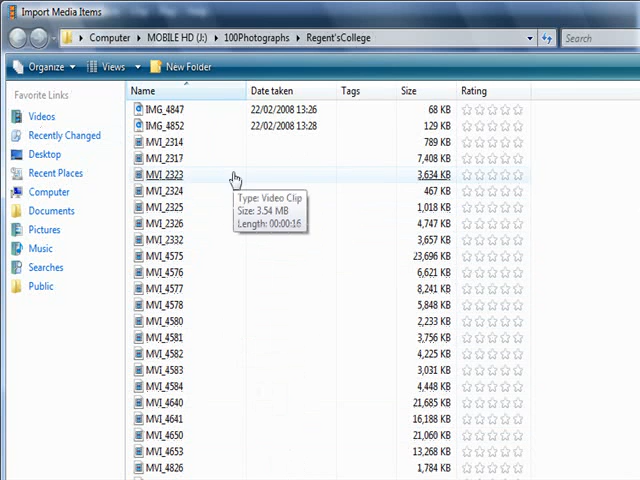 Import Media Items
Computer MOBILE HD (J:) 100Photographs Regent'sCollege Search
Organize Views New Folder
Favorite Links
Videos
Recently Changed
Desktop
Recent Places
Computer
Documents
Pictures
Music
Searches
Public
Name Date taken Tags Size Rating
IMG_4847 22/02/2008 13:26 68 KB
IMG_4852 22/02/2008 13:28 129 KB
MVI_2314 789 KB
MVI_2317 7,408 KB
MVI_2323 3,634 KB
MVI_2324 467 KB
MVI_2325 1,018 KB
MVI_2326 4,747 KB
MVI_2332 3,657 KB
MVI_4575 23,696 KB
MVI_4576 6,621 KB
MVI_4577 8,241 KB
MVI_4578 5,848 KB
MVI_4580 2,233 KB
MVI_4581 3,756 KB
MVI_4582 4,225 KB
MVI_4583 3,031 KB
MVI_4584 4,448 KB
MVI_4640 21,685 KB
MVI_4641 16,188 KB
MVI_4650 21,060 KB
MVI_4653 13,268 KB
MVI_4826 1,784 KB
Type: Video Clip
Size: 3.54 MB
Length: 00:00:16